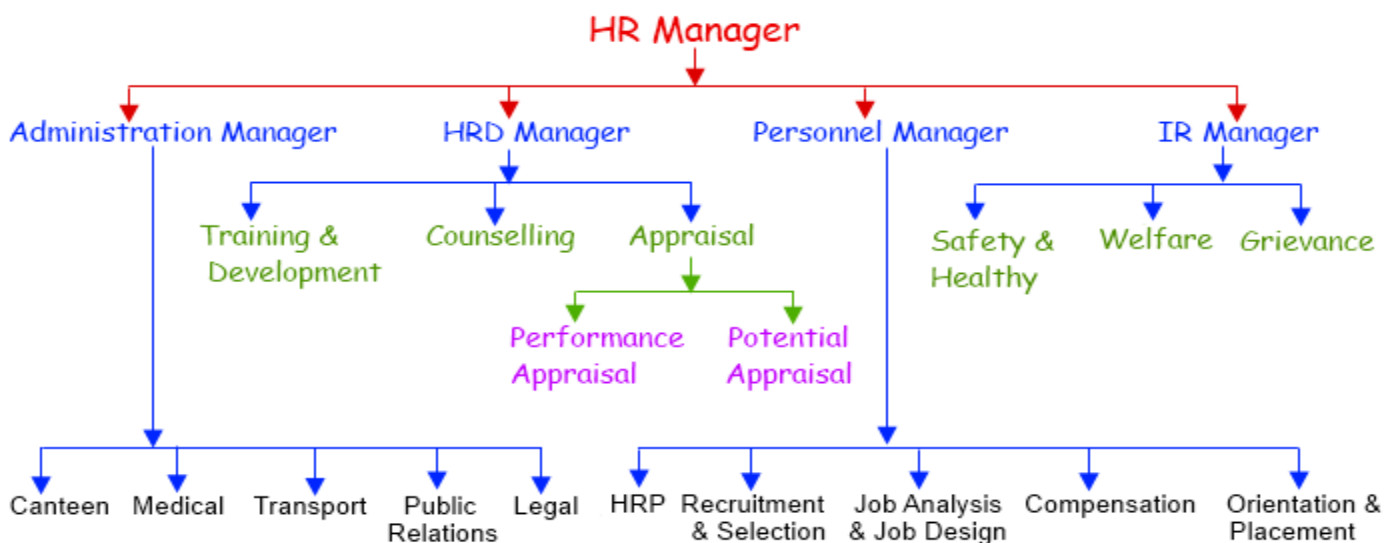 HR Manager
Administration Manager
HRD Manager
Personnel Manager
IR Manager
Training &
Development
Counselling
Appraisal
Safety &
Healthy
Welfare
Grievance
Performance
Appraisal
Potential
Appraisal
Canteen
Medical
Transport
Public
Relations
Legal
HRP
Recruitment
& Selection
Job Analysis
& Job Design
Compensation
Orientation &
Placement